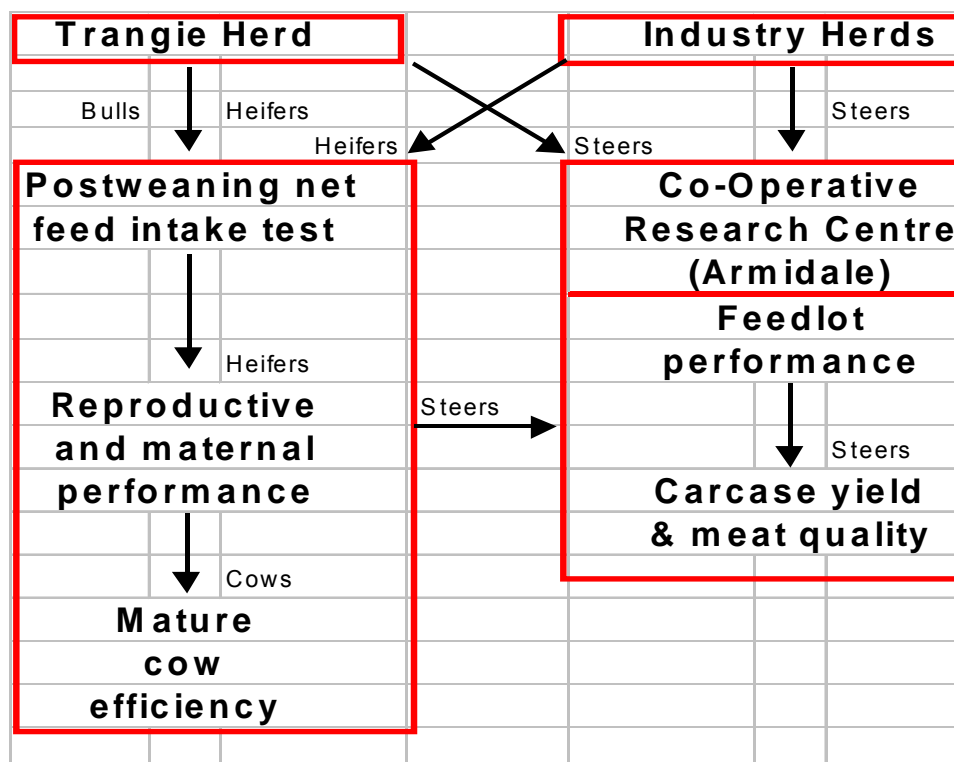 Trangie Herd
Industry Herds
Bulls
Heifers
Steers
Heifers
Steers
Postweaning net
feed intake test
Co-Operative
Research Centre
(Armidale)
Heifers
Feedlot
performance
Reproductive
and maternal
performance
Steers
Steers
Carcase yield
& meat quality
Cows
Mature
cow
efficiency